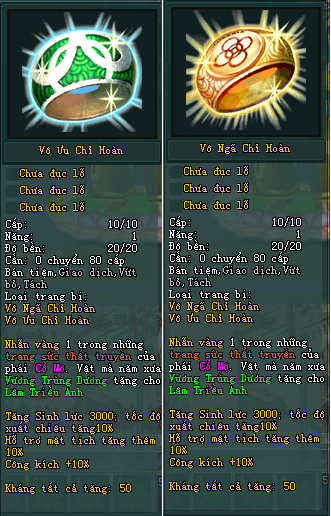 Vô Ưu Chỉ Hoàn
Chưa đục lỗ
Chưa đục lỗ
Chưa đục lỗ
Cấp: 10/10
Nặng: 1
Độ bền: 20/20
Cần: 0 chuyển 80 cấp
Bán tiệm,Giao dịch,Vứt
bỏ,Tách
Loại trang bị:
Vô Ngã Chỉ Hoàn
Vô Ưu Chỉ Hoàn
Nhẫn vàng 1 trong những
trang sức thất truyền của
phái Cổ Mộ. Vật mà năm xưa
Vương Trùng Dương tặng cho
Lâm Triều Anh
Tăng Sinh lực 3000; tốc độ
xuất chiêu tăng10%
Hỗ trợ mật tịch tăng thêm
10%
Công kích +10%
Kháng tất cả tăng: 50
Vô Ngã Chỉ Hoàn
Chưa đục lỗ
Chưa đục lỗ
Chưa đục lỗ
Cấp: 10/10
Nặng: 1
Độ bền: 20/20
Cần: 0 chuyển 80 cấp
Bán tiệm,Giao dịch,Vứt
bỏ,Tách
Loại trang bị:
Vô Ngã Chỉ Hoàn
Vô Ưu Chỉ Hoàn
Nhẫn vàng 1 trong những
trang sức thất truyền của
phái Cổ Mộ. Vật mà năm xưa
Vương Trùng Dương tặng cho
Lâm Triều Anh
Tăng Sinh lực 3000; tốc độ
xuất chiêu tăng10%
Hỗ trợ mật tịch tăng thêm
10%
Công kích +10%
Kháng tất cả tăng: 50